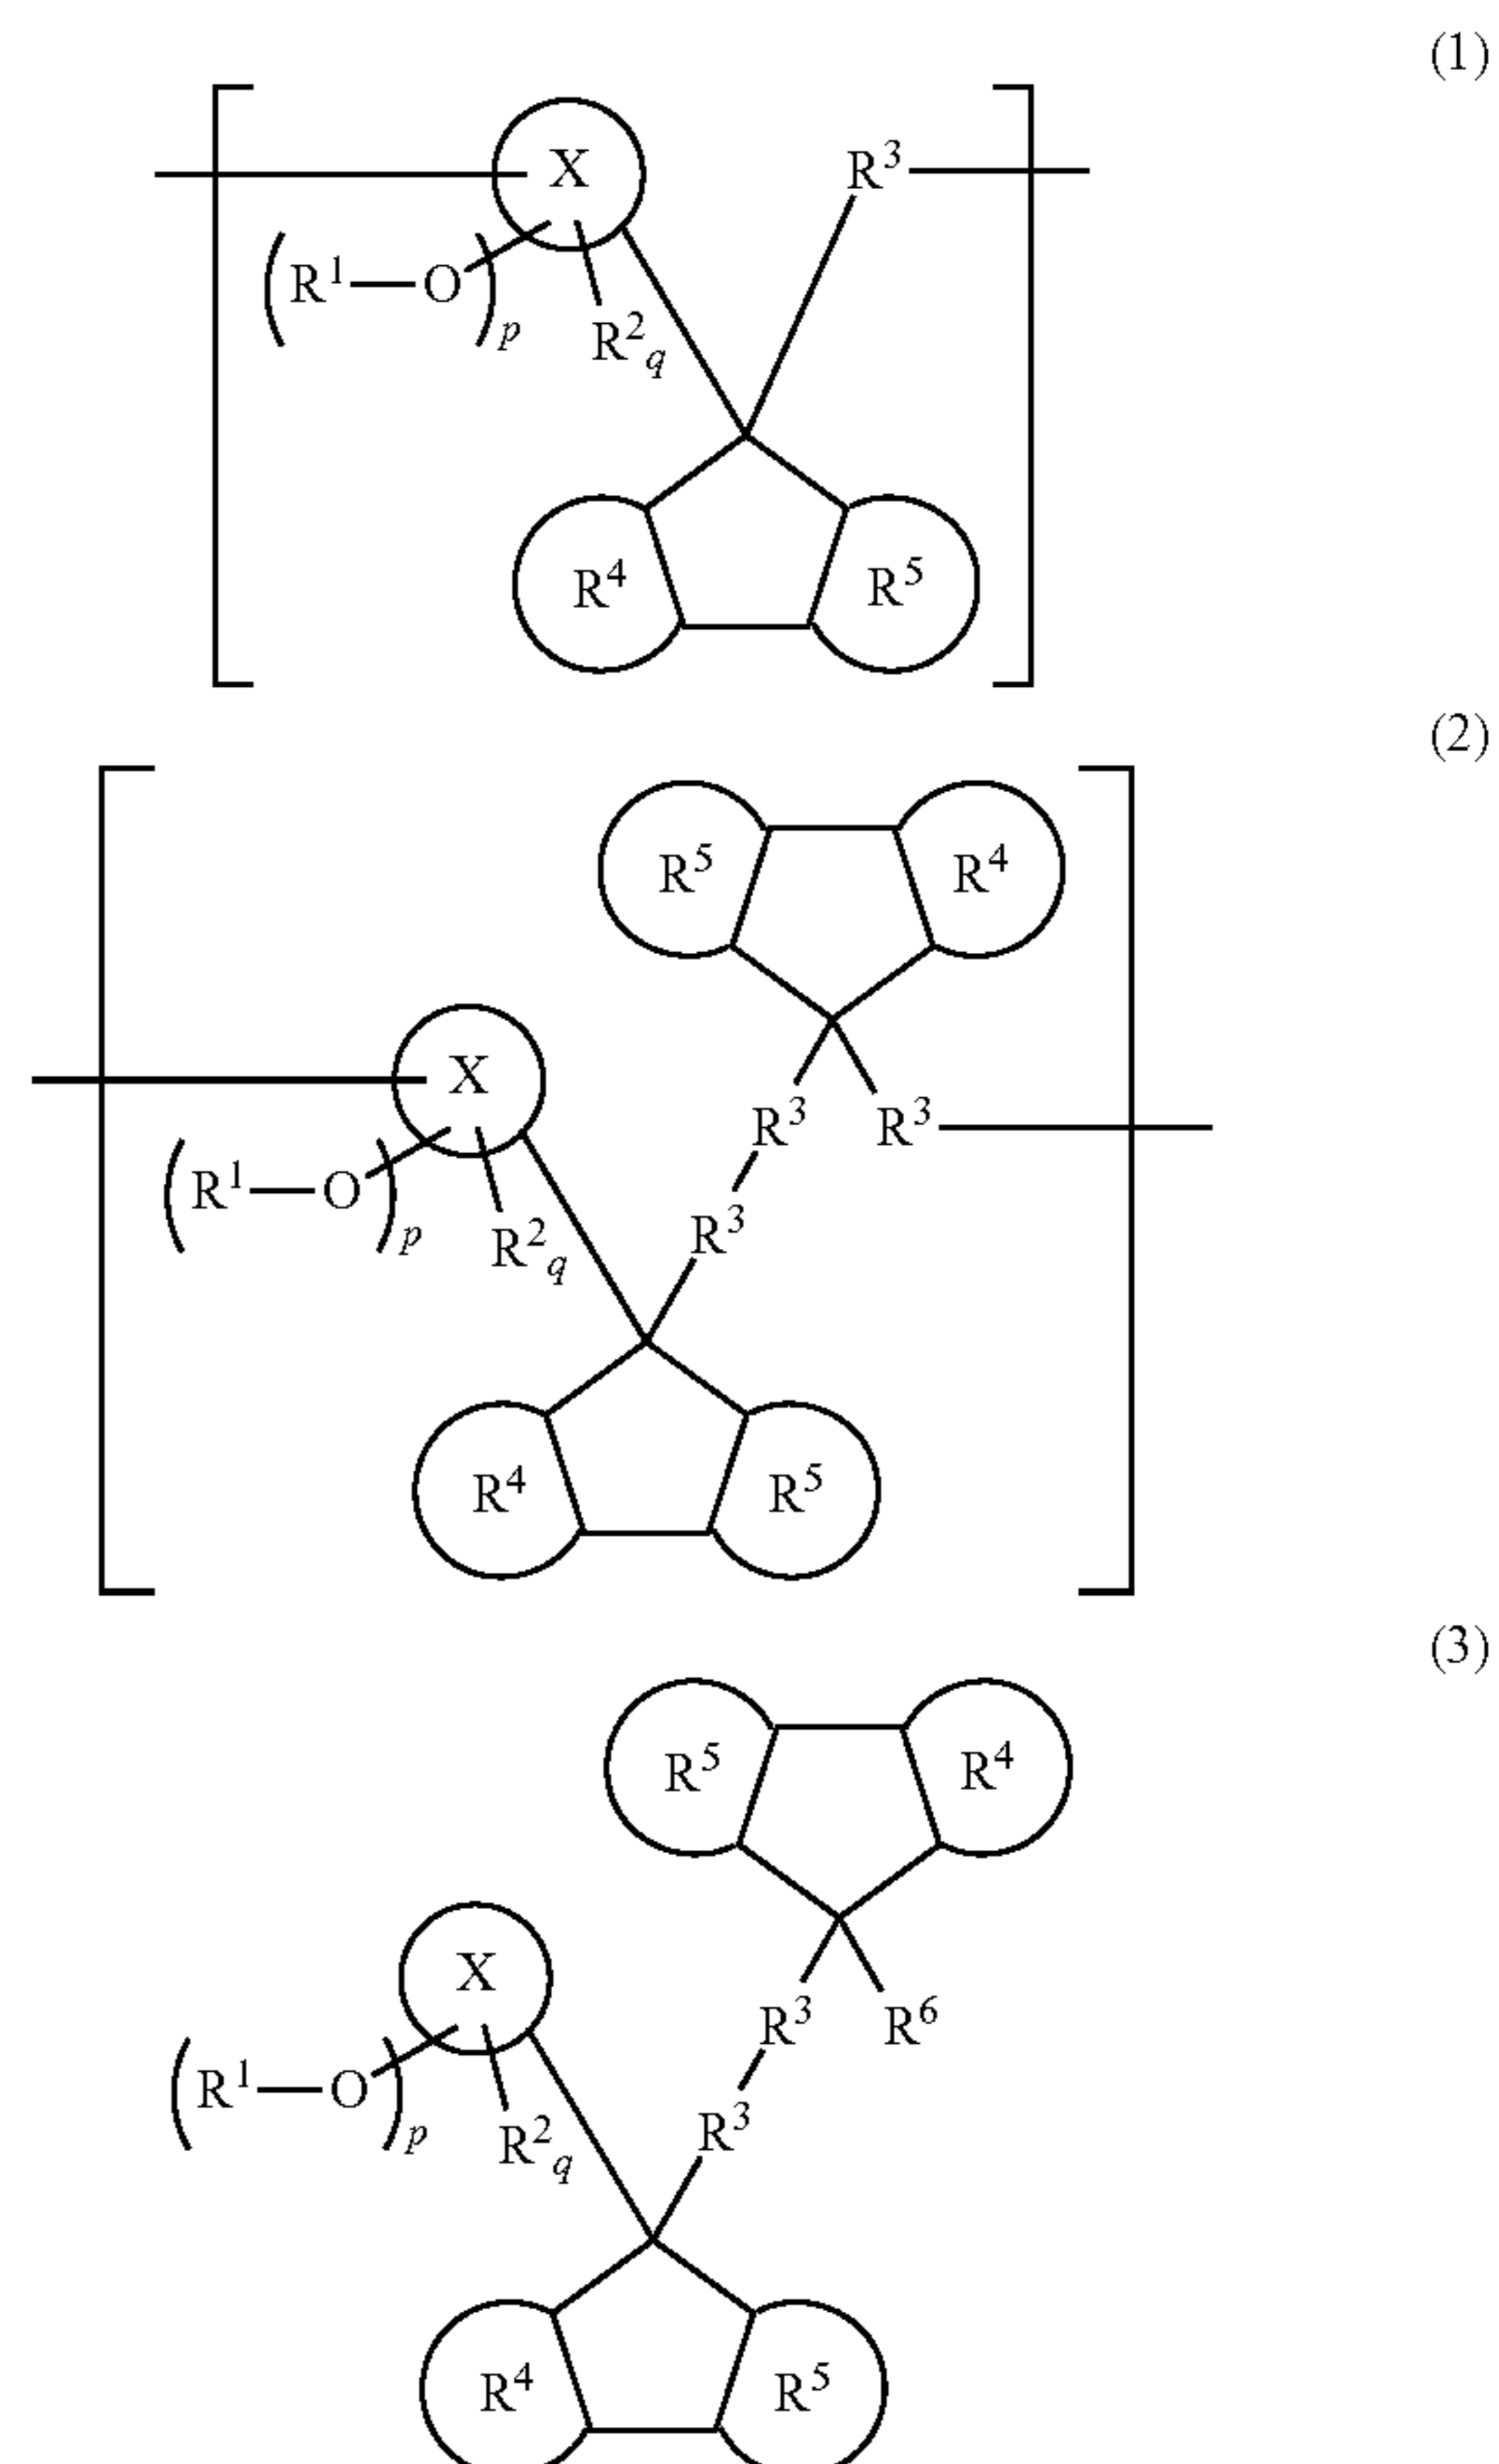 (1)
X
R³
(R¹—O)p
R²q
R⁴
R⁵
(2)
R⁵
R⁴
X
R³
R³
(R¹—O)p
R³
R²q
R⁴
R⁵
(3)
R⁵
R⁴
X
R³
R⁶
(R¹—O)p
R³
R²q
R⁴
R⁵